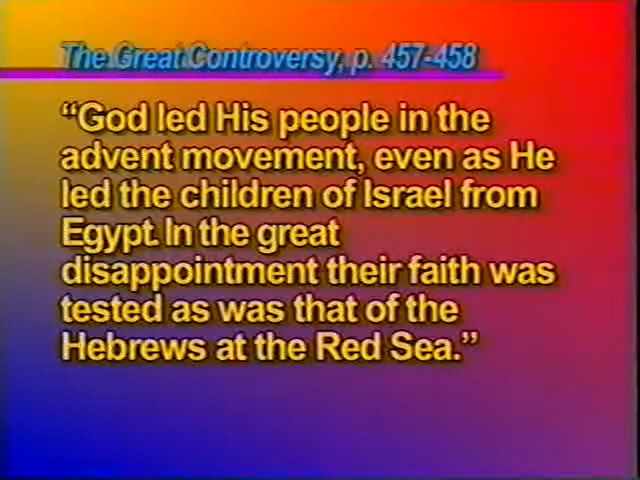 The Great Controversy, p. 457-458
“God led His people in the
advent movement, even as He
led the children of Israel from
Egypt. In the great
disappointment their faith was
tested as was that of the
Hebrews at the Red Sea.”